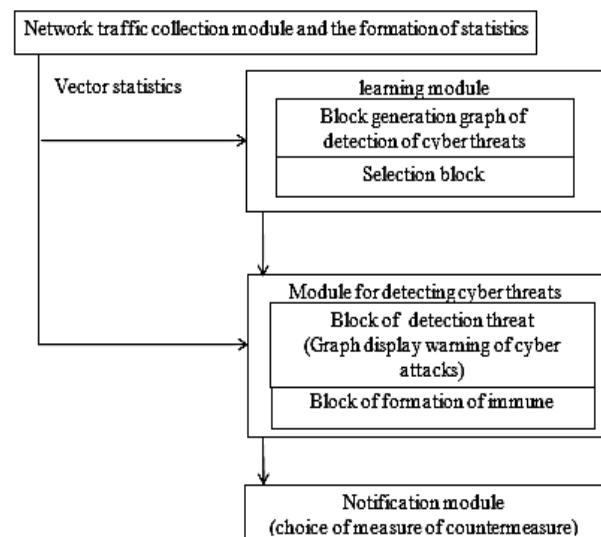 Network traffic collection module and the formation of statistics
Vector statistics
learning module
Block generation graph of
detection of cyber threats
Selection block
Module for detecting cyber threats
Block of detection threat
(Graph display warning of cyber
attacks)
Block of formation of immune
Notification module
(choice of measure of countermeasure)